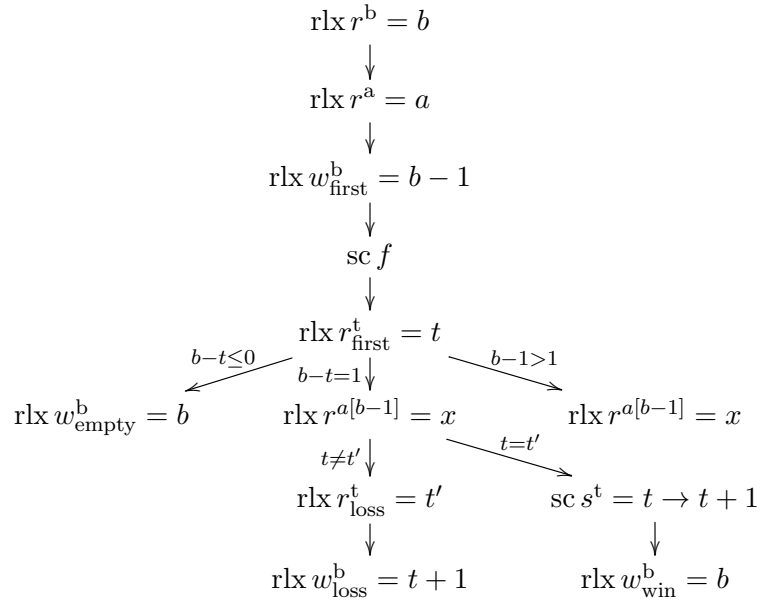 rlx r^b = b
rlx r^a = a
rlx w^b_first = b − 1
sc f
rlx r^t_first = t
b−t≤0 b−t=1 b−1>1
rlx w^b_empty = b rlx r^{a[b−1]} = x rlx r^{a[b−1]} = x
t≠t′ t=t′
rlx r^t_loss = t′ sc s^t = t → t + 1
rlx w^b_loss = t + 1 rlx w^b_win = b